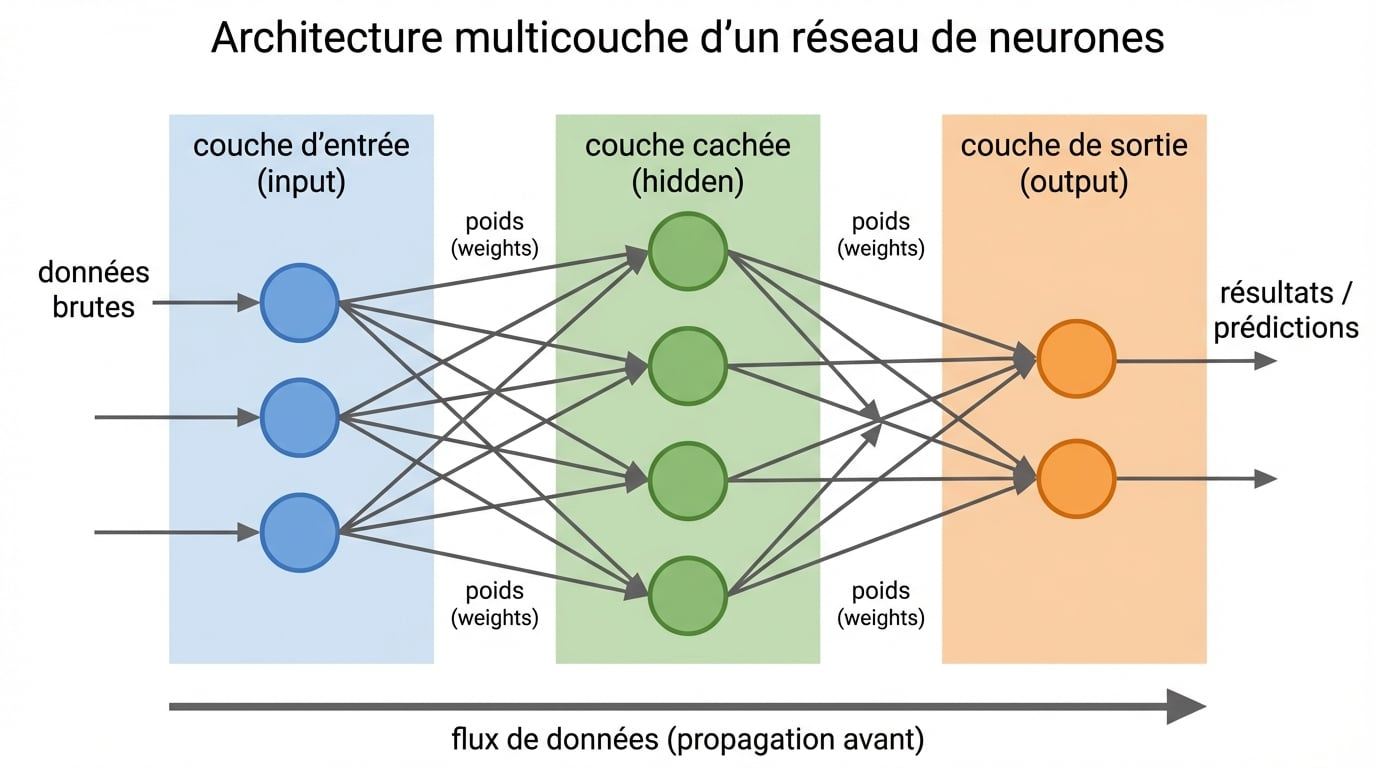 Architecture multicouche d’un réseau de neurones
couche d’entrée
(input)
couche cachée
(hidden)
couche de sortie
(output)
poids
(weights)
poids
(weights)
données
brutes
résultats /
prédictions
poids
(weights)
poids
(weights)
flux de données (propagation avant)